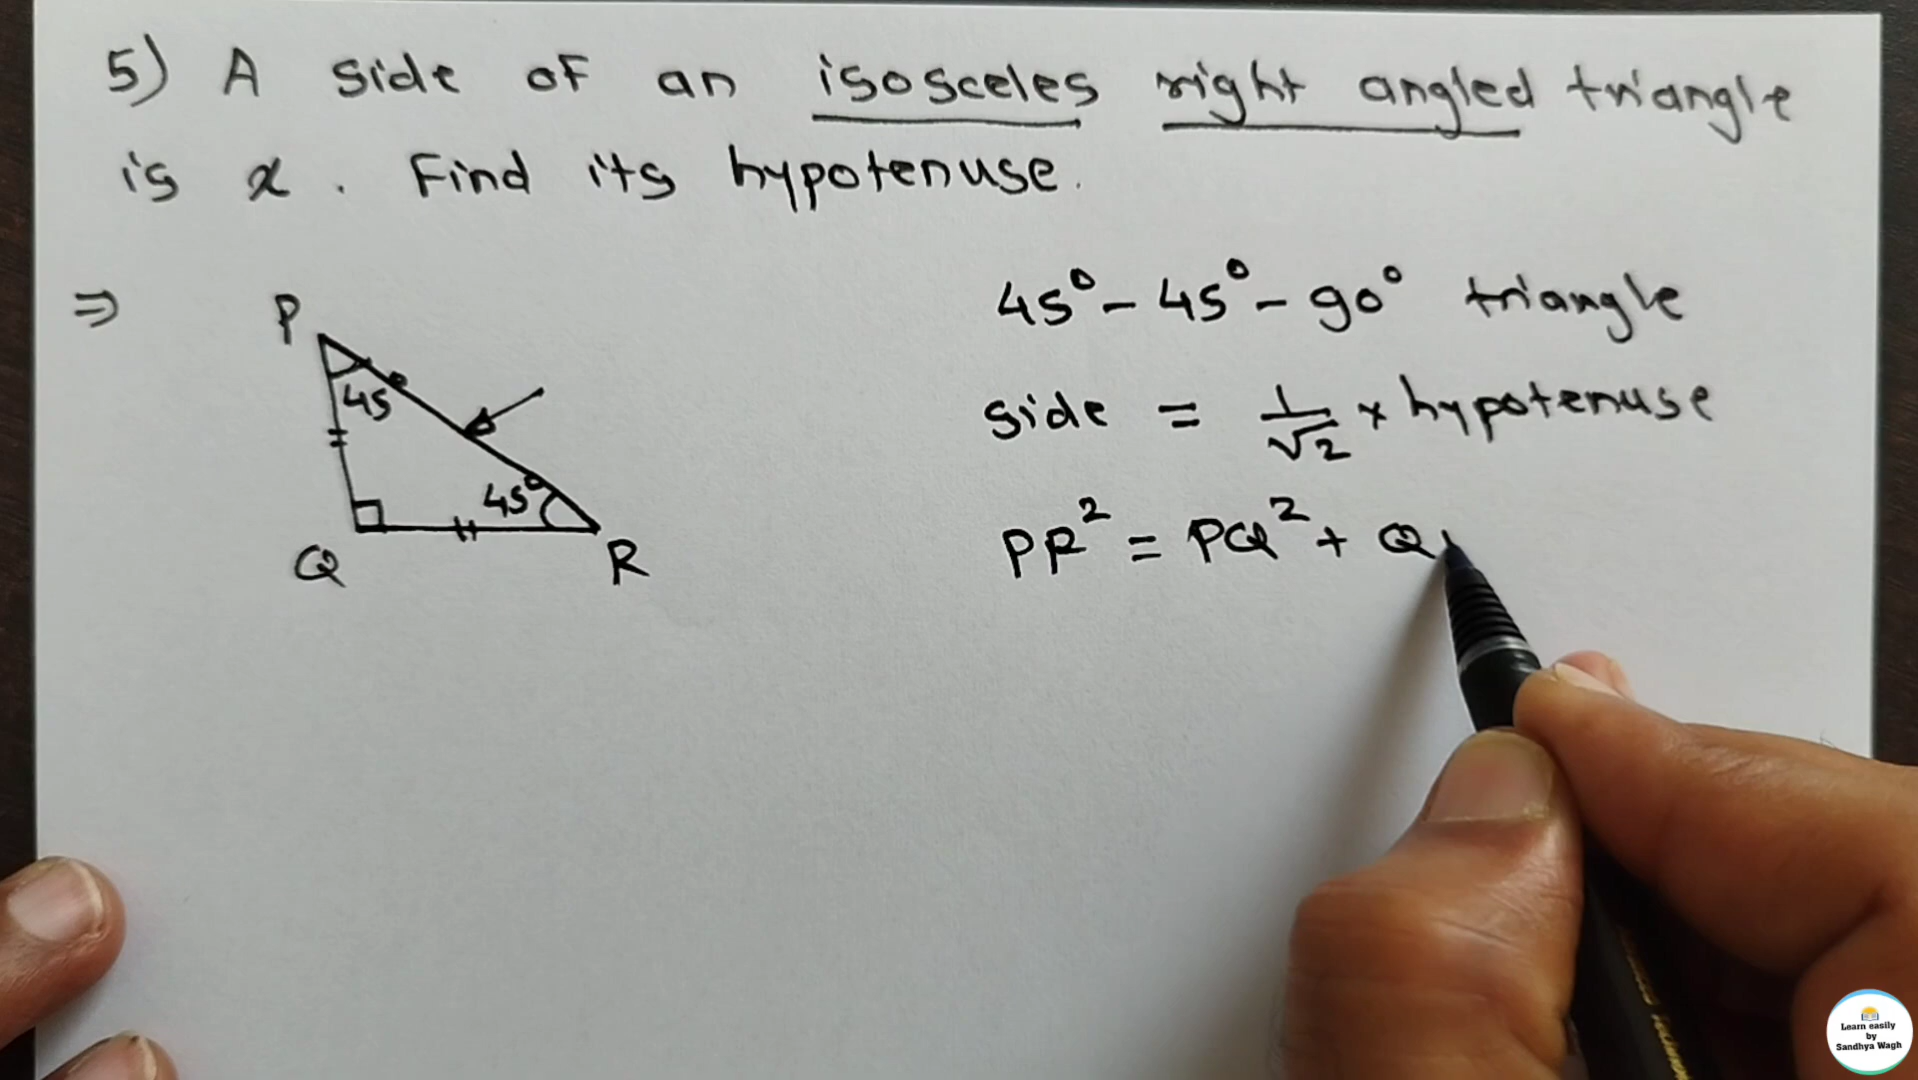 5) A side of an isosceles right angled triangle
is x. Find its hypotenuse.
⇒
P
45°
45°
Q
R
45° - 45° - 90° triangle
side = 1/√2 × hypotenuse
PR² = PQ² + Q
Learn easily
by
Sandhya Wagh